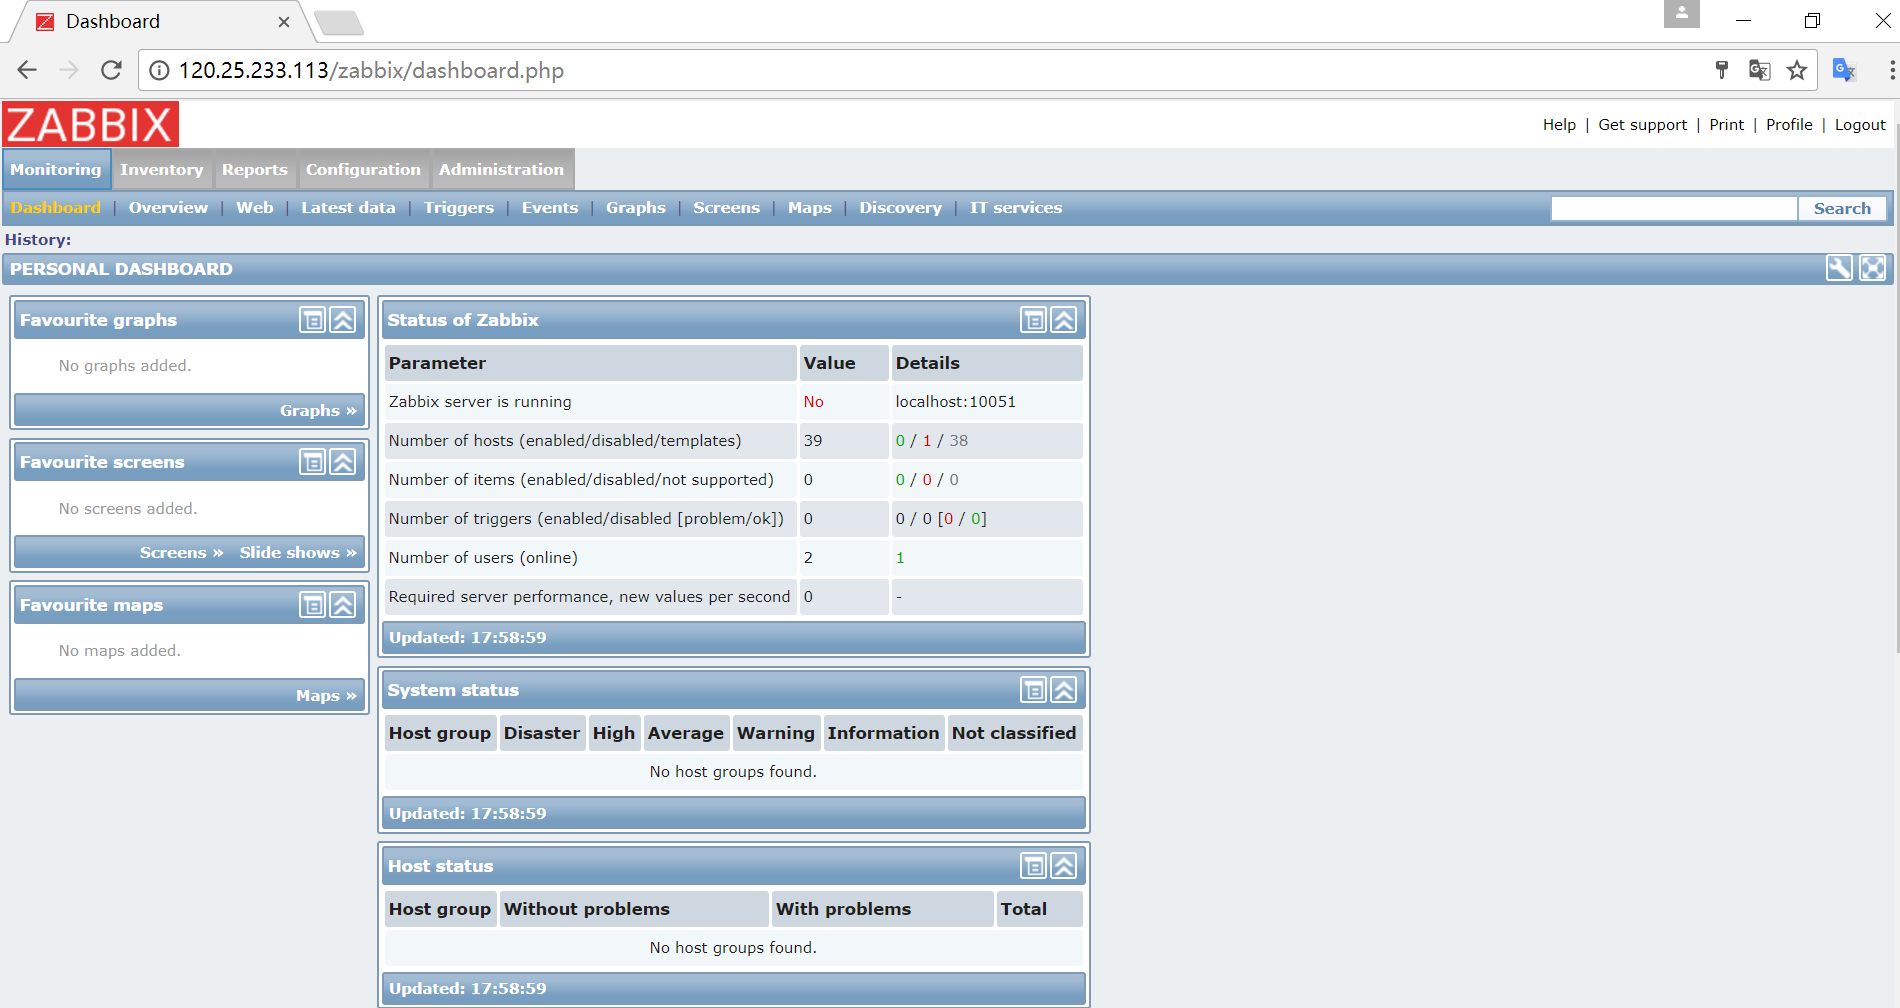 Dashboard
120.25.233.113/zabbix/dashboard.php
ZABBIX
Help | Get support | Print | Profile | Logout
Monitoring Inventory Reports Configuration Administration
Dashboard | Overview | Web | Latest data | Triggers | Events | Graphs | Screens | Maps | Discovery | IT services Search
History:
PERSONAL DASHBOARD
Favourite graphs
No graphs added.
Graphs »
Favourite screens
No screens added.
Screens » Slide shows »
Favourite maps
No maps added.
Maps »
Status of Zabbix
Parameter Value Details
Zabbix server is running No localhost:10051
Number of hosts (enabled/disabled/templates) 39 0 / 1 / 38
Number of items (enabled/disabled/not supported) 0 0 / 0 / 0
Number of triggers (enabled/disabled [problem/ok]) 0 0 / 0 [0 / 0]
Number of users (online) 2 1
Required server performance, new values per second 0 -
Updated: 17:58:59
System status
Host group Disaster High Average Warning Information Not classified
No host groups found.
Updated: 17:58:59
Host status
Host group Without problems With problems Total
No host groups found.
Updated: 17:58:59